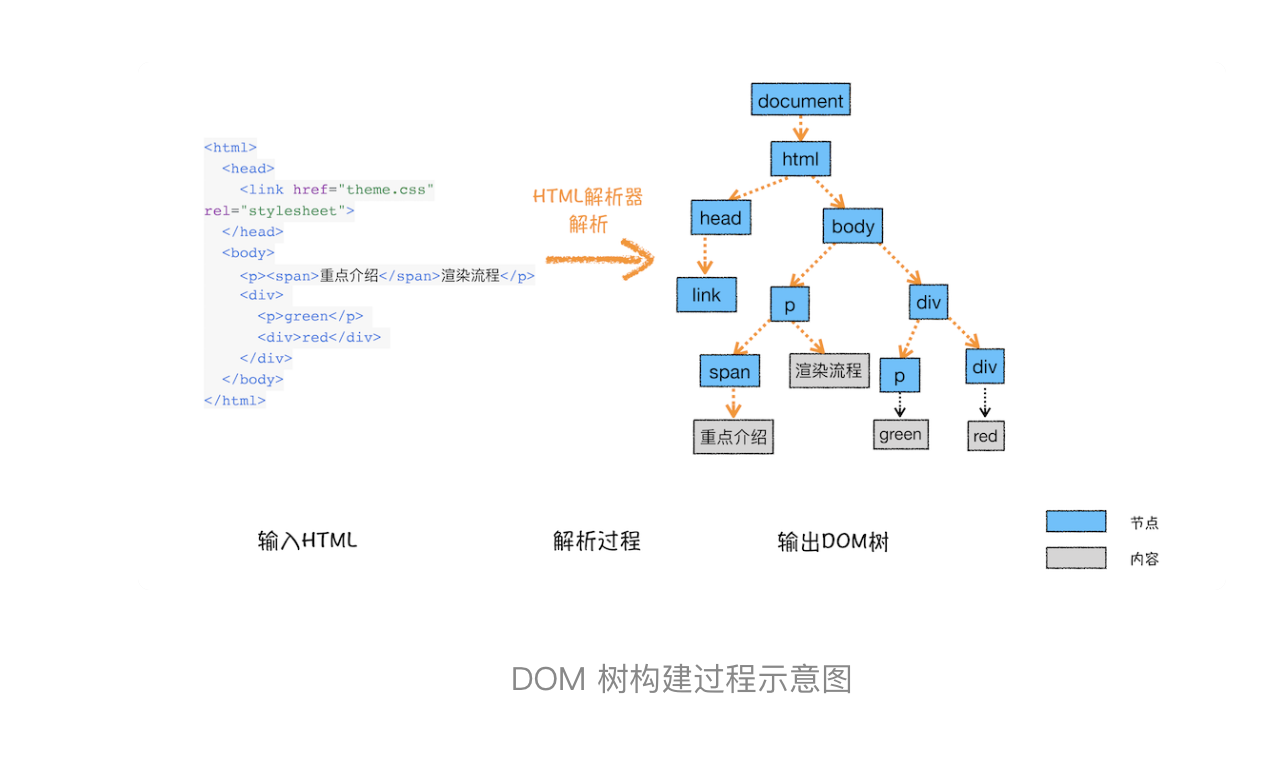 <html>
<head>
<link href="theme.css"
rel="stylesheet">
</head>
<body>
<p><span>重点介绍</span>渲染流程</p>
<div>
<p>green</p>
<div>red</div>
</div>
</body>
</html>
HTML解析器
解析
document
html
head
body
link
p
div
span
渲染流程
p
div
重点介绍
green
red
输入HTML
解析过程
输出DOM树
节点
内容
DOM 树构建过程示意图